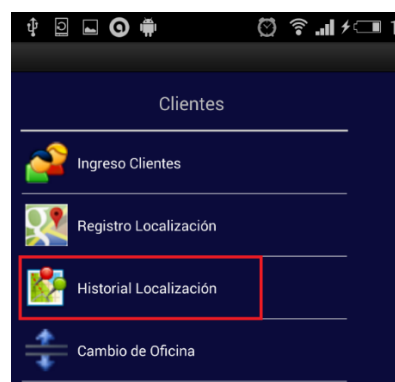 Clientes
Ingreso Clientes
Registro Localización
Historial Localización
Cambio de Oficina